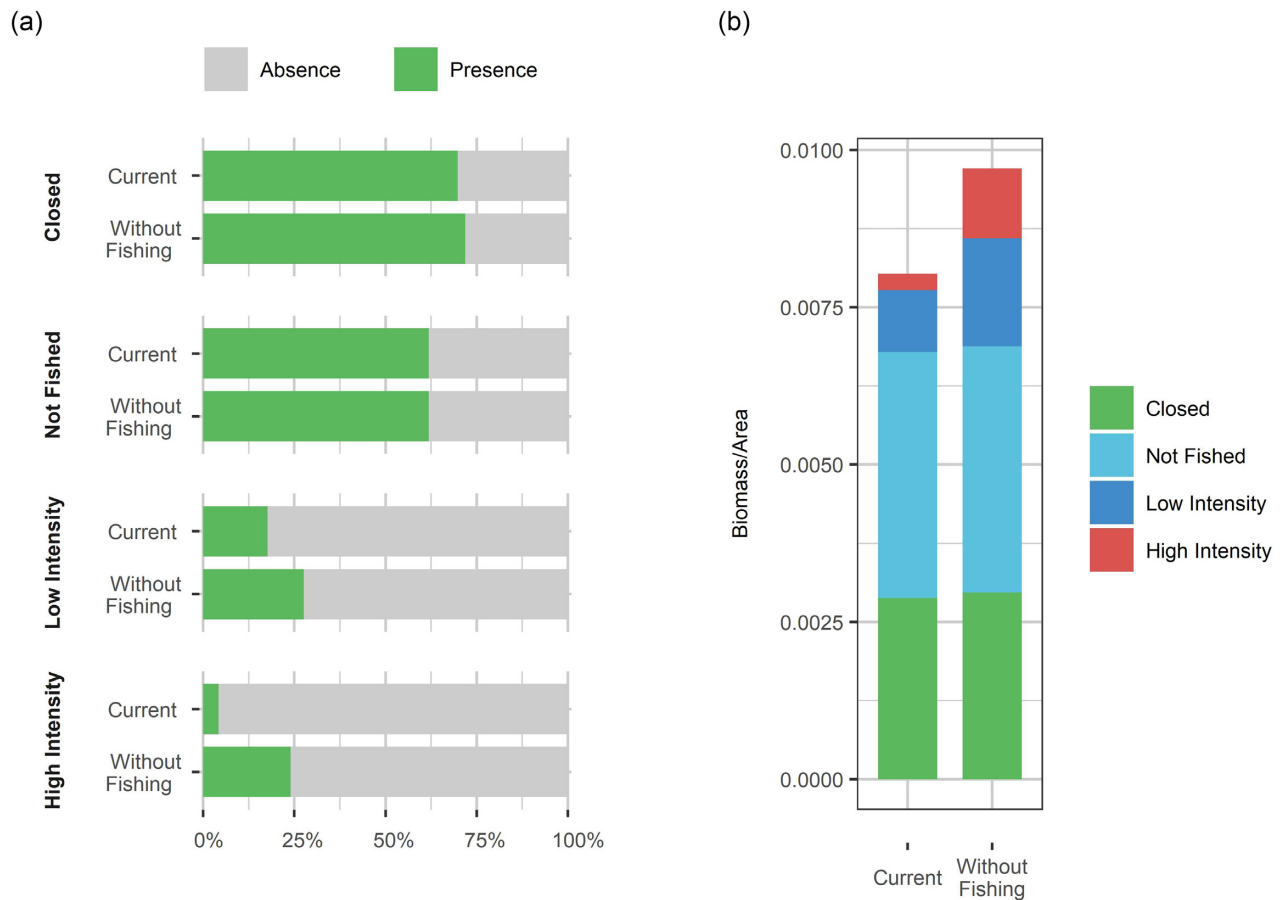 (a)
Absence
Presence
Closed
Current
Without
Fishing
Not Fished
Current
Without
Fishing
Low Intensity
Current
Without
Fishing
High Intensity
Current
Without
Fishing
0%
25%
50%
75%
100%
(b)
Biomass/Area
0.0100
0.0075
0.0050
0.0025
0.0000
Current
Without
Fishing
Closed
Not Fished
Low Intensity
High Intensity